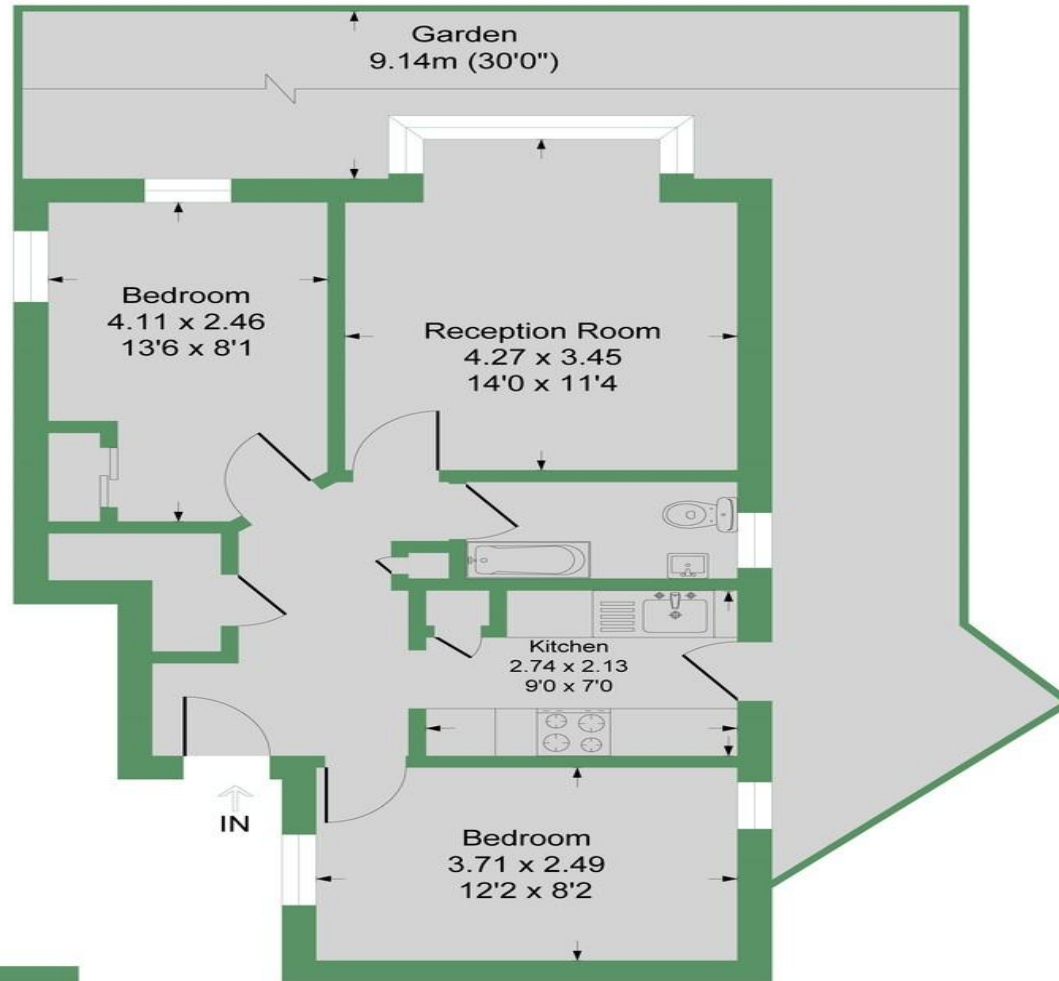 Garden
9.14m (30'0")
Bedroom
4.11 x 2.46
13'6 x 8'1
Reception Room
4.27 x 3.45
14'0 x 11'4
Kitchen
2.74 x 2.13
9'0 x 7'0
IN
Bedroom
3.71 x 2.49
12'2 x 8'2